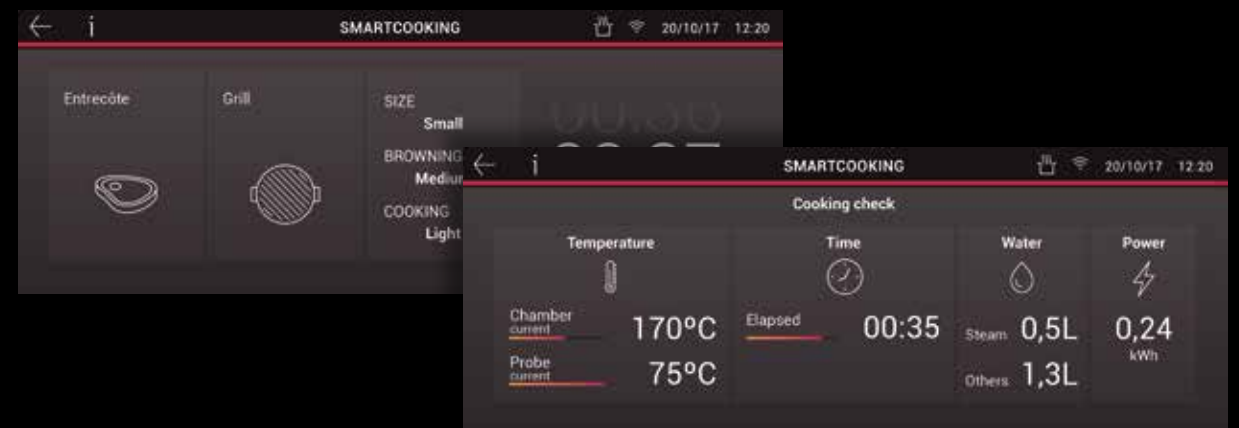 SMARTCOOKING 20/10/17 12:20
Entrecôte
Grill
SIZE
Small
BROWNING
COOKING
Light
SMARTCOOKING 20/10/17 12:20
Cooking check
Temperature
Chamber
current
170ºC
Probe
current
75ºC
Time
Elapsed 00:35
Water
Steam 0,5L
Others 1,3L
Power
0,24
kWh